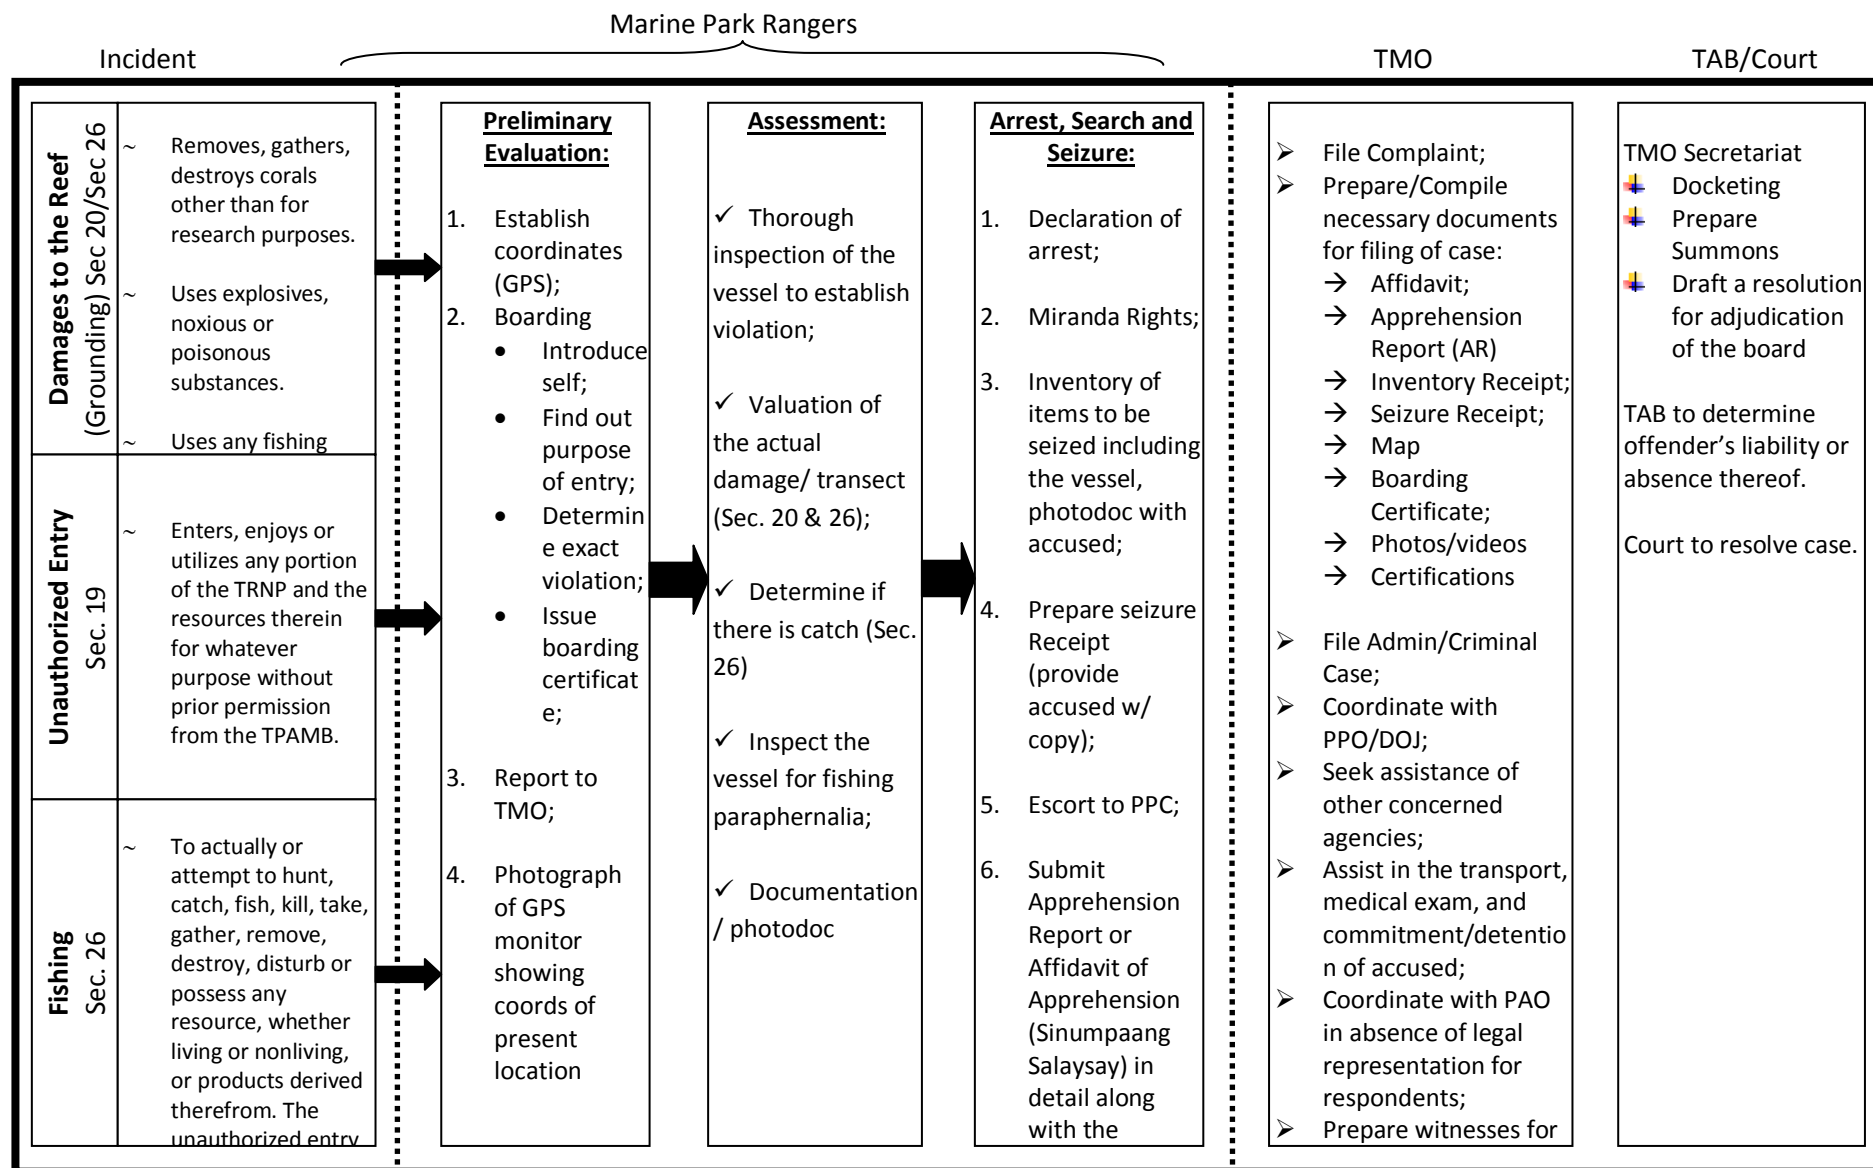 Marine Park Rangers
Incident
TMO
TAB/Court
Damages to the Reef
(Grounding) Sec 20/Sec 26
~ Removes, gathers,
destroys corals
other than for
research purposes.
~ Uses explosives,
noxious or
poisonous
substances.
~ Uses any fishing
Unauthorized Entry
Sec. 19
~ Enters, enjoys or
utilizes any portion
of the TRNP and the
resources therein
for whatever
purpose without
prior permission
from the TPAMB.
Fishing
Sec. 26
~ To actually or
attempt to hunt,
catch, fish, kill, take,
gather, remove,
destroy, disturb or
possess any
resource, whether
living or nonliving,
or products derived
therefrom. The
unauthorized entry
Preliminary
Evaluation:
1. Establish
coordinates
(GPS);
2. Boarding
• Introduce
self;
• Find out
purpose
of entry;
• Determin
e exact
violation;
• Issue
boarding
certificat
e;
3. Report to
TMO;
4. Photograph
of GPS
monitor
showing
coords of
present
location
Assessment:
✓ Thorough
inspection of the
vessel to establish
violation;
✓ Valuation of
the actual
damage/ transect
(Sec. 20 & 26);
✓ Determine if
there is catch (Sec.
26)
✓ Inspect the
vessel for fishing
paraphernalia;
✓ Documentation
/ photodoc
Arrest, Search and
Seizure:
1. Declaration of
arrest;
2. Miranda Rights;
3. Inventory of
items to be
seized including
the vessel,
photodoc with
accused;
4. Prepare seizure
Receipt
(provide
accused w/
copy);
5. Escort to PPC;
6. Submit
Apprehension
Report or
Affidavit of
Apprehension
(Sinumpaang
Salaysay) in
detail along
with the
➢ File Complaint;
➢ Prepare/Compile
necessary documents
for filing of case:
→ Affidavit;
→ Apprehension
Report (AR)
→ Inventory Receipt;
→ Seizure Receipt;
→ Map
→ Boarding
Certificate;
→ Photos/videos
→ Certifications
➢ File Admin/Criminal
Case;
➢ Coordinate with
PPO/DOJ;
➢ Seek assistance of
other concerned
agencies;
➢ Assist in the transport,
medical exam, and
commitment/detentio
n of accused;
➢ Coordinate with PAO
in absence of legal
representation for
respondents;
➢ Prepare witnesses for
TMO Secretariat
Docketing
Prepare
Summons
Draft a resolution
for adjudication
of the board
TAB to determine
offender’s liability or
absence thereof.
Court to resolve case.